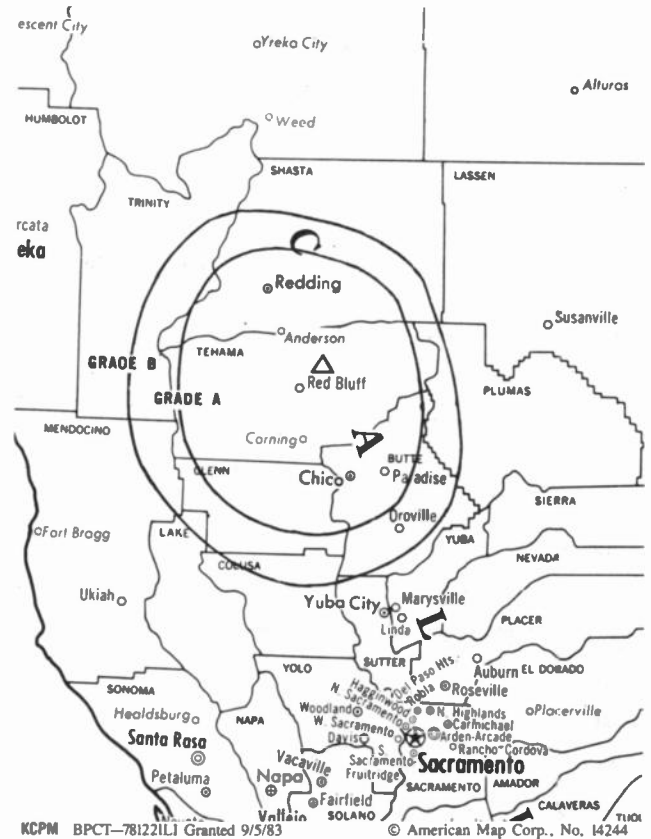 escent City
Yreka City
Alturas
HUMBOLDT
Weed
SHASTA
LASSEN
TRINITY
rcata
eka
C
Redding
Susanville
Anderson
TEHAMA
GRADE B
Red Bluff
PLUMAS
GRADE A
MENDOCINO
Corning
A
BUTTE
GLENN
Chico
Paradise
SIERRA
Oroville
Fort Bragg
LAKE
YUBA
NEVADA
COLUSA
Ukiah
Yuba City
Marysville
Linda
L
PLACER
SUTTER
YOLO
Auburn
EL DORADO
Del Paso Hts.
Robla
Hagginwood
N. Sacramento
Roseville
SONOMA
Woodland
N. Highlands
Placerville
Healdsburg
NAPA
W. Sacramento
Carmichael
Davis
Arden-Arcade
Santa Rosa
Rancho Cordova
S. Sacramento
Fruitridge
Sacramento
Vacaville
Petaluma
Napa
SACRAMENTO
AMADOR
Fairfield
CALAVERAS
Vallejo
SOLANO
TUOL
KCPM BPCT—781221LJ Granted 9/5/83
© American Map Corp., No, 14244